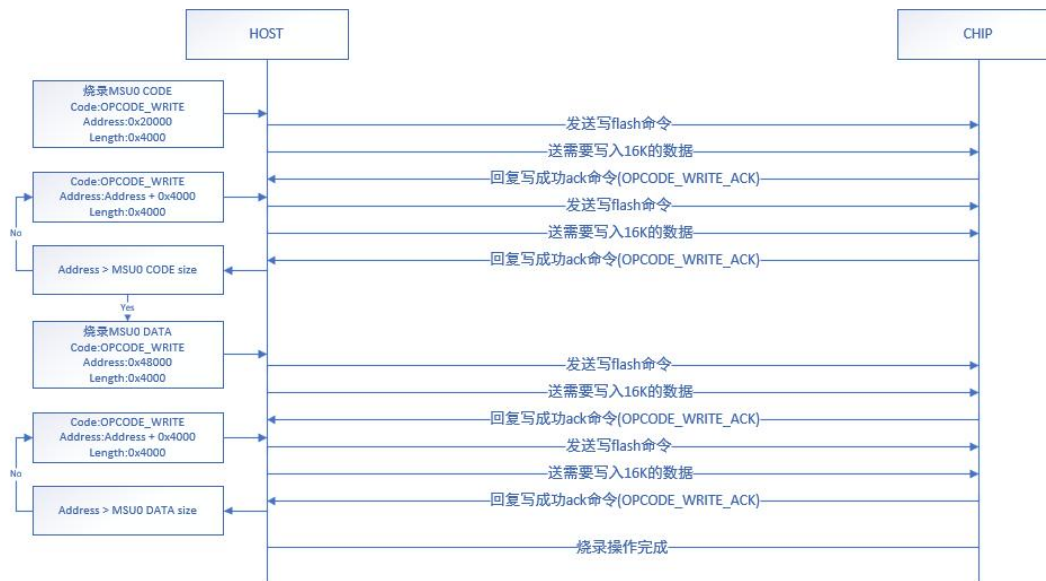 HOST
CHIP
烧录MSU0 CODE
Code:OPCODE_WRITE
Address:0x20000
Length:0x4000
发送写flash命令
送需要写入16K的数据
回复写成功ack命令(OPCODE_WRITE_ACK)
Code:OPCODE_WRITE
Address:Address + 0x4000
Length:0x4000
发送写flash命令
No
送需要写入16K的数据
Address > MSU0 CODE size
回复写成功ack命令(OPCODE_WRITE_ACK)
Yes
烧录MSU0 DATA
Code:OPCODE_WRITE
Address:0x48000
Length:0x4000
发送写flash命令
送需要写入16K的数据
回复写成功ack命令(OPCODE_WRITE_ACK)
Code:OPCODE_WRITE
Address:Address + 0x4000
Length:0x4000
发送写flash命令
No
送需要写入16K的数据
Address > MSU0 DATA size
回复写成功ack命令(OPCODE_WRITE_ACK)
烧录操作完成